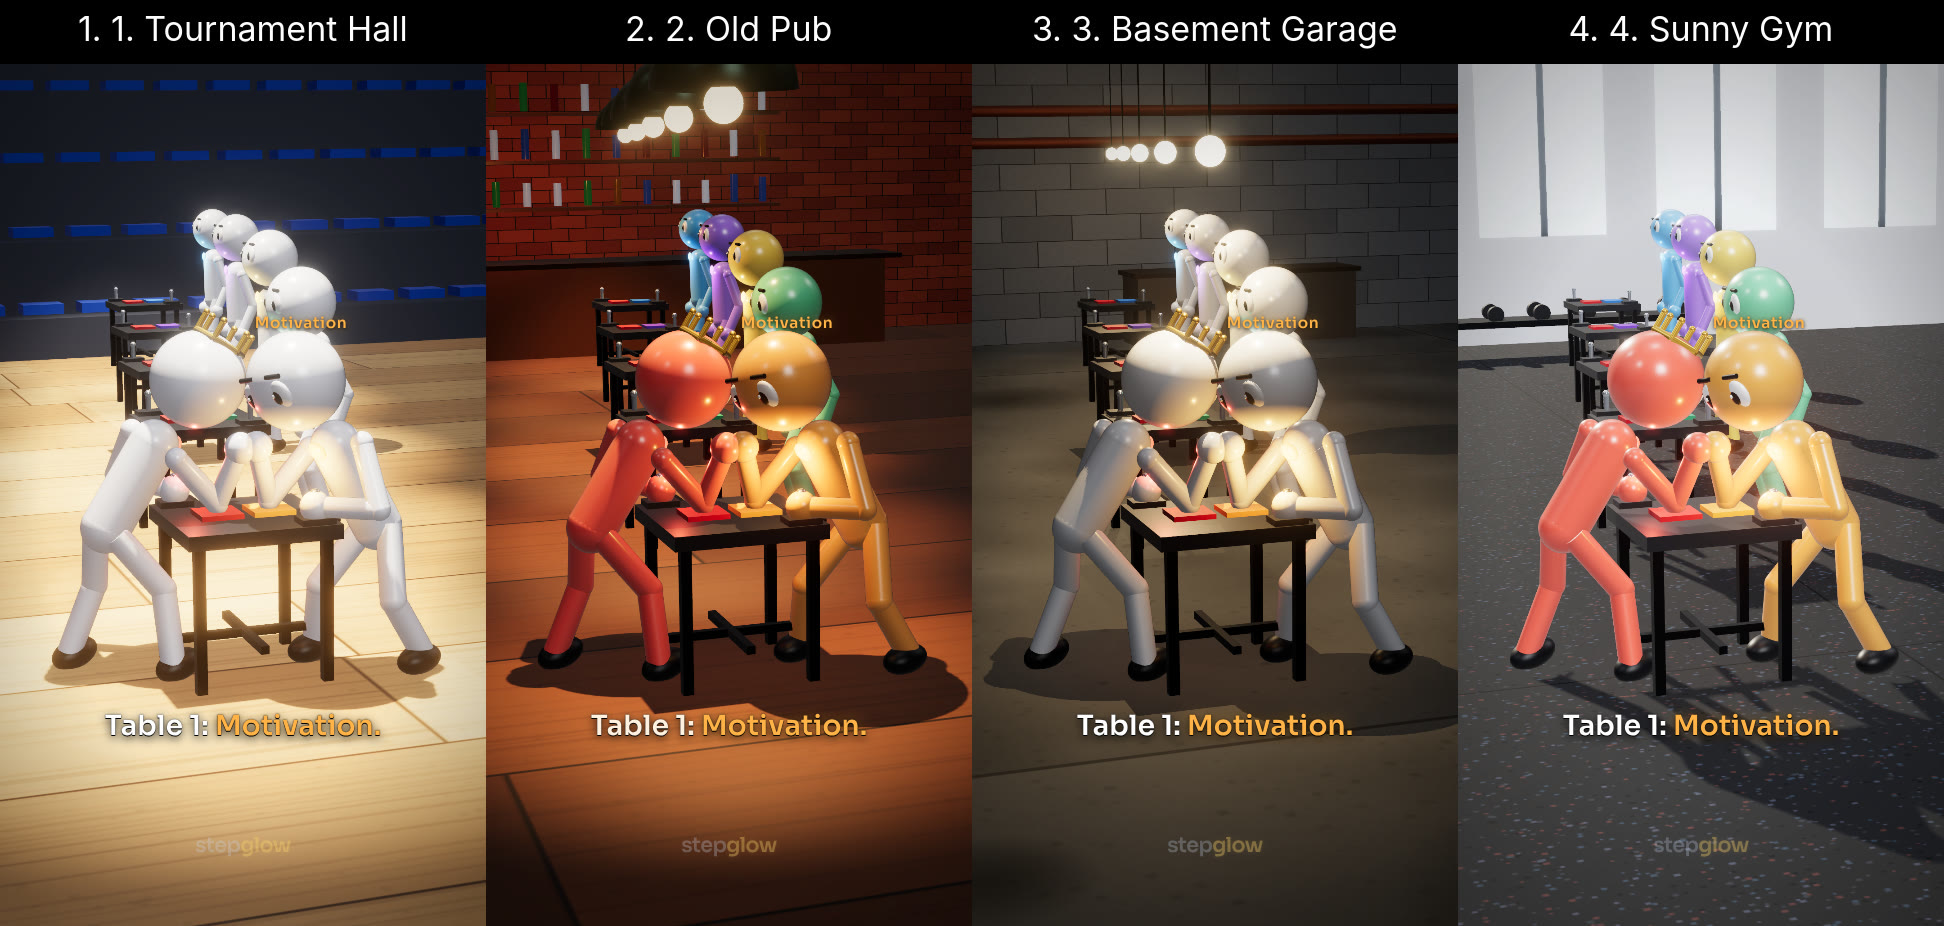 1. 1. Tournament Hall
2. 2. Old Pub
3. 3. Basement Garage
4. 4. Sunny Gym
Motivation
Motivation
Motivation
Motivation
Table 1: Motivation.
Table 1: Motivation.
Table 1: Motivation.
Table 1: Motivation.
stepglow
stepglow
stepglow
stepglow